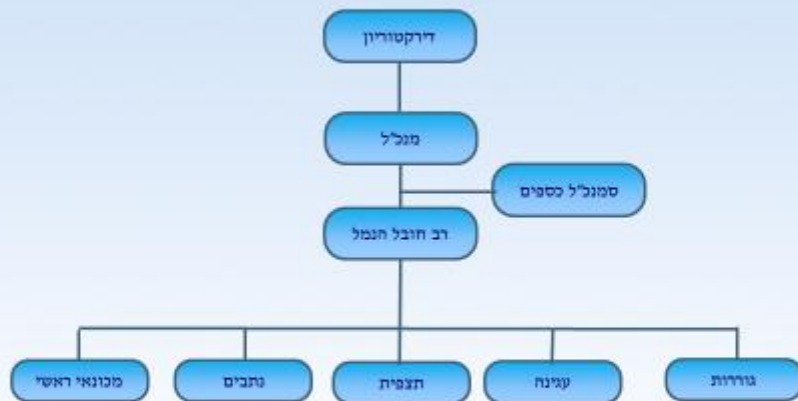 דירקטוריון
מנכ"ל
סמנכ"ל כספים
רב חובל הנמל
גוררות
עגינה
תצפית
נתבים
מכונאי ראשי